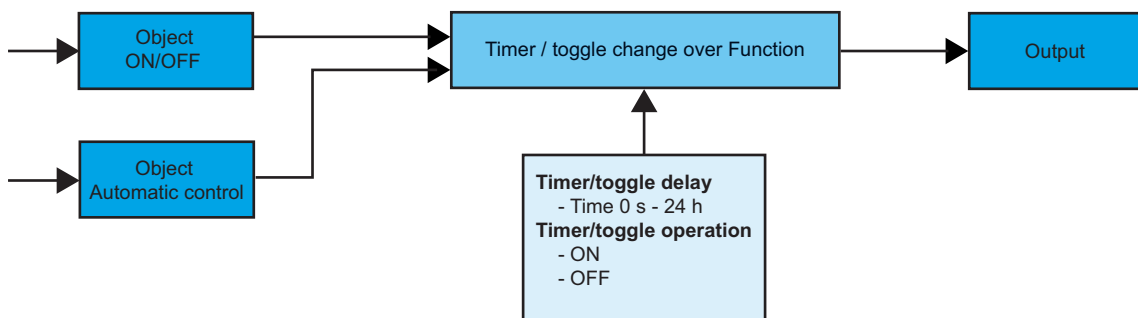 Object
ON/OFF
Timer / toggle change over Function
Output
Object
Automatic control
Timer/toggle delay
- Time 0 s - 24 h
Timer/toggle operation
- ON
- OFF